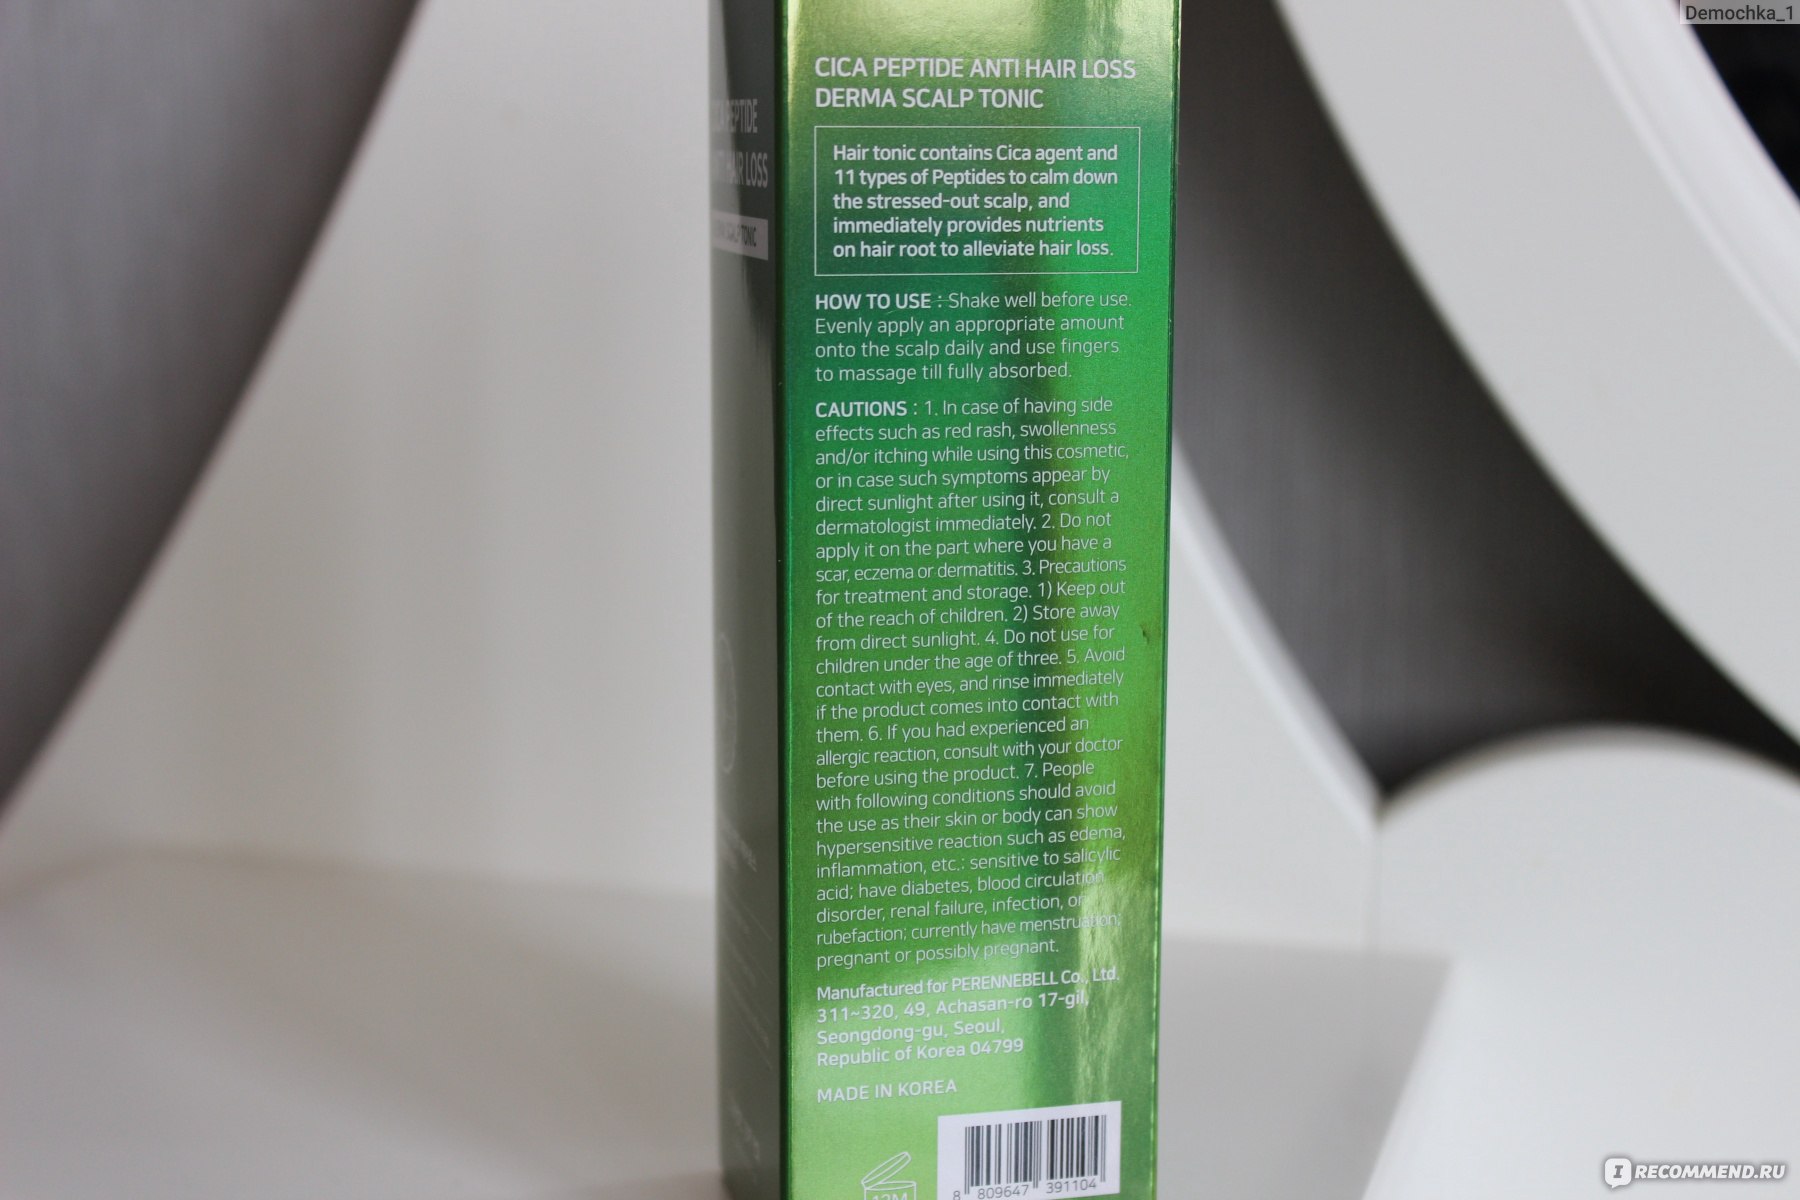 Demochka_1
CICA PEPTIDE ANTI HAIR LOSS
DERMA SCALP TONIC
Hair tonic contains Cica agent and
11 types of Peptides to calm down
the stressed-out scalp, and
immediately provides nutrients
on hair root to alleviate hair loss.
HOW TO USE : Shake well before use.
Evenly apply an appropriate amount
onto the scalp daily and use fingers
to massage till fully absorbed.
CAUTIONS : 1. In case of having side
effects such as red rash, swollenness
and/or itching while using this cosmetic,
or in case such symptoms appear by
direct sunlight after using it, consult a
dermatologist immediately. 2. Do not
apply it on the part where you have a
scar, eczema or dermatitis. 3. Precautions
for treatment and storage. 1) Keep out
of the reach of children. 2) Store away
from direct sunlight. 4. Do not use for
children under the age of three. 5. Avoid
contact with eyes, and rinse immediately
if the product comes into contact with
them. 6. If you had experienced an
allergic reaction, consult with your doctor
before using the product. 7. People
with following conditions should avoid
the use as their skin or body can show
hypersensitive reaction such as edema,
inflammation, etc.: sensitive to salicylic
acid; have diabetes, blood circulation
disorder, renal failure, infection, or
rubefaction; currently have menstruation;
pregnant or possibly pregnant.
Manufactured for PERENNEBELL Co., Ltd.
311~320, 49, Achasan-ro 17-gil,
Seongdong-gu, Seoul,
Republic of Korea 04799
MADE IN KOREA
12M
8 809647 391104
PEPTIDE
HAIR LOSS
SCALP TONIC
IRECOMMEND.RU